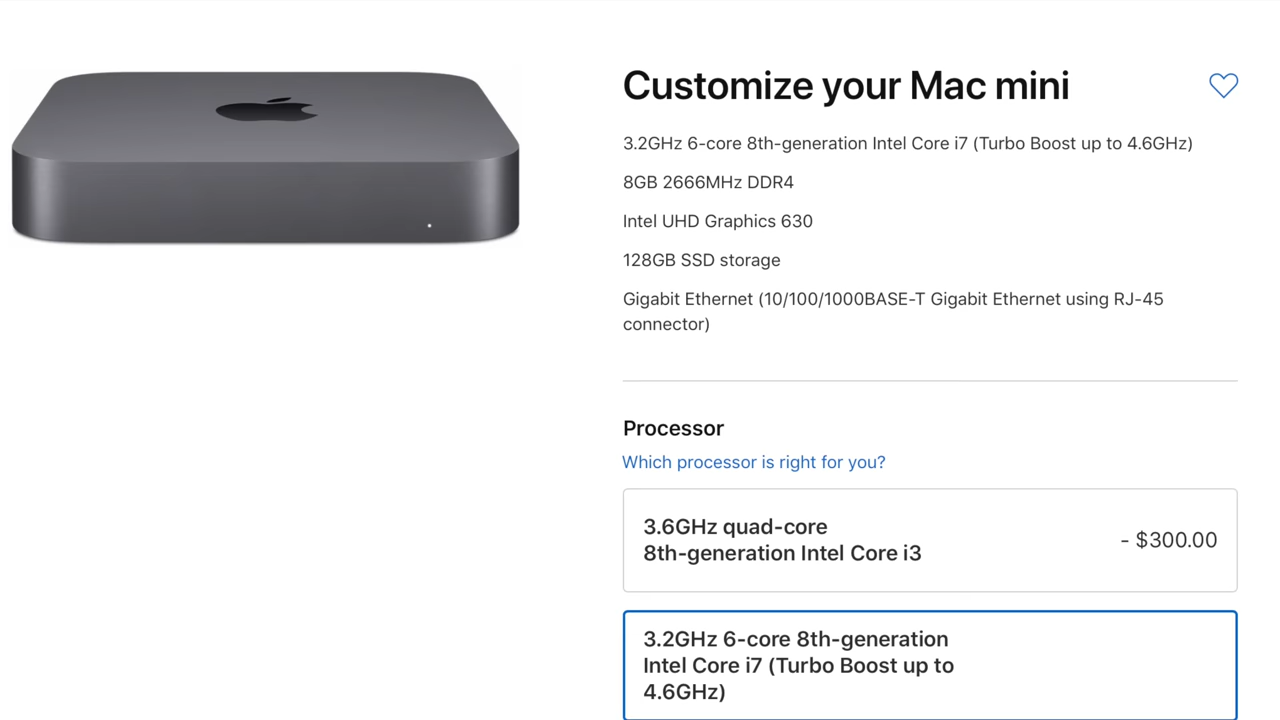 Customize your Mac mini
3.2GHz 6-core 8th-generation Intel Core i7 (Turbo Boost up to 4.6GHz)
8GB 2666MHz DDR4
Intel UHD Graphics 630
128GB SSD storage
Gigabit Ethernet (10/100/1000BASE-T Gigabit Ethernet using RJ-45
connector)
Processor
Which processor is right for you?
3.6GHz quad-core
8th-generation Intel Core i3
- $300.00
3.2GHz 6-core 8th-generation
Intel Core i7 (Turbo Boost up to
4.6GHz)